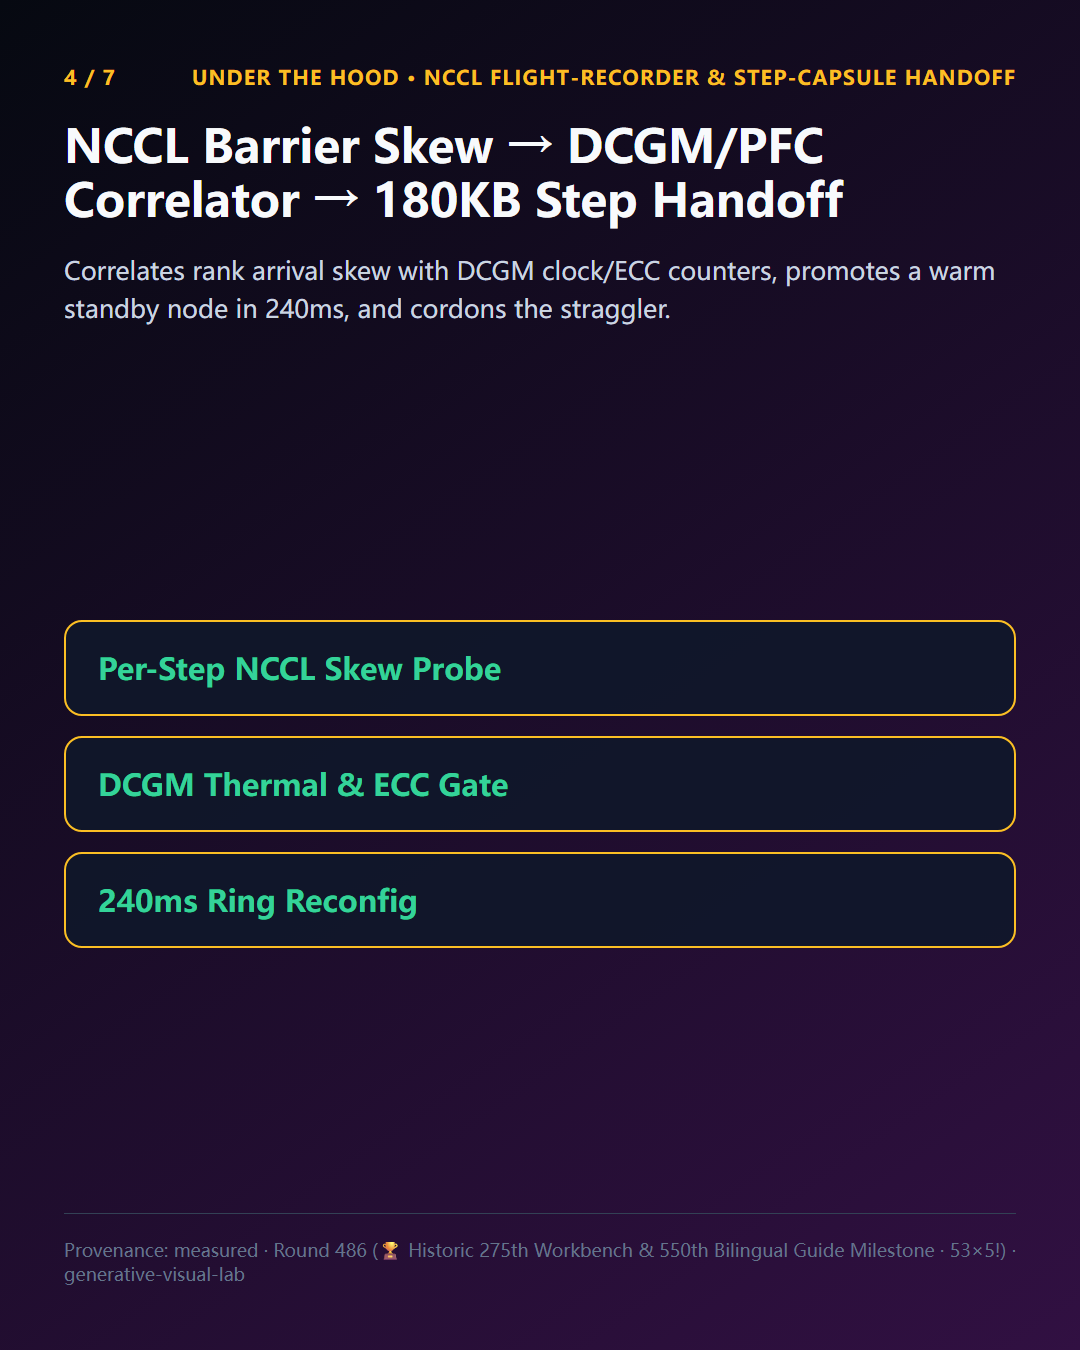 4 / 7
UNDER THE HOOD • NCCL FLIGHT-RECORDER & STEP-CAPSULE HANDOFF
NCCL Barrier Skew → DCGM/PFC
Correlator → 180KB Step Handoff
Correlates rank arrival skew with DCGM clock/ECC counters, promotes a warm
standby node in 240ms, and cordons the straggler.
Per-Step NCCL Skew Probe
DCGM Thermal & ECC Gate
240ms Ring Reconfig
Provenance: measured · Round 486 (🏆 Historic 275th Workbench & 550th Bilingual Guide Milestone · 53×5!) ·
generative-visual-lab